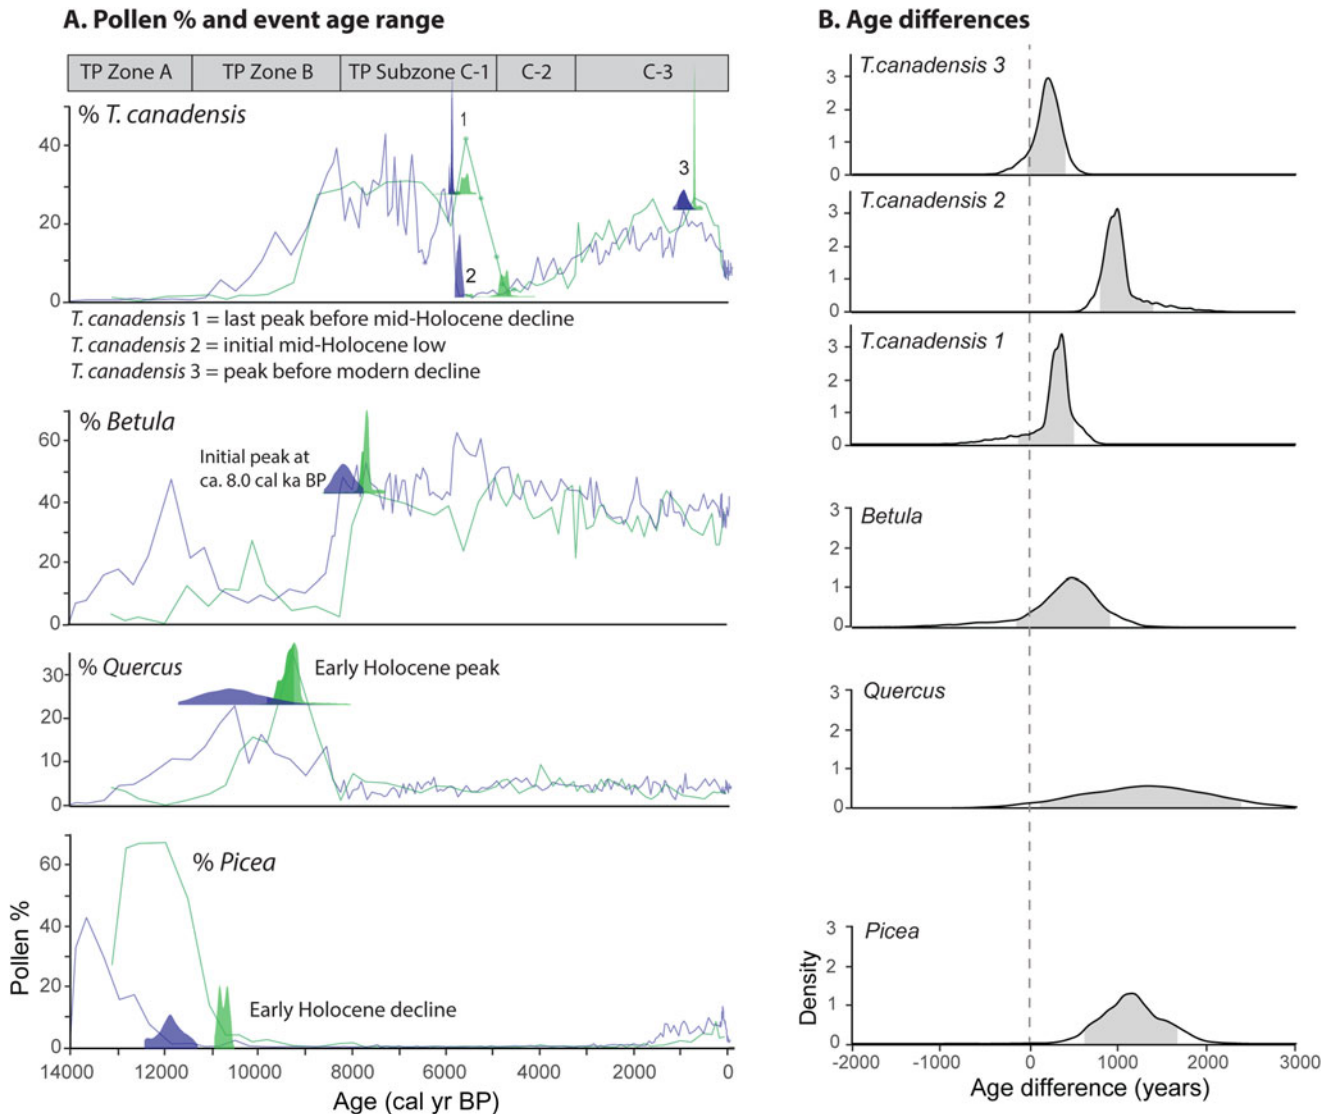 A. Pollen % and event age range
TP Zone A TP Zone B TP Subzone C-1 C-2 C-3
% T. canadensis
40
20
0
1
2
3
T. canadensis 1 = last peak before mid-Holocene decline
T. canadensis 2 = initial mid-Holocene low
T. canadensis 3 = peak before modern decline
% Betula
60
40
20
0
Initial peak at
ca. 8.0 cal ka BP
% Quercus
30
20
10
0
Early Holocene peak
% Picea
60
40
20
0
Early Holocene decline
Pollen %
14000 12000 10000 8000 6000 4000 2000 0
Age (cal yr BP)
B. Age differences
T.canadensis 3
3
2
1
0
T.canadensis 2
3
2
1
0
T.canadensis 1
3
2
1
0
Betula
3
2
1
0
Quercus
3
2
1
0
Picea
3
2
1
0
Density
-2000 -1000 0 1000 2000 3000
Age difference (years)